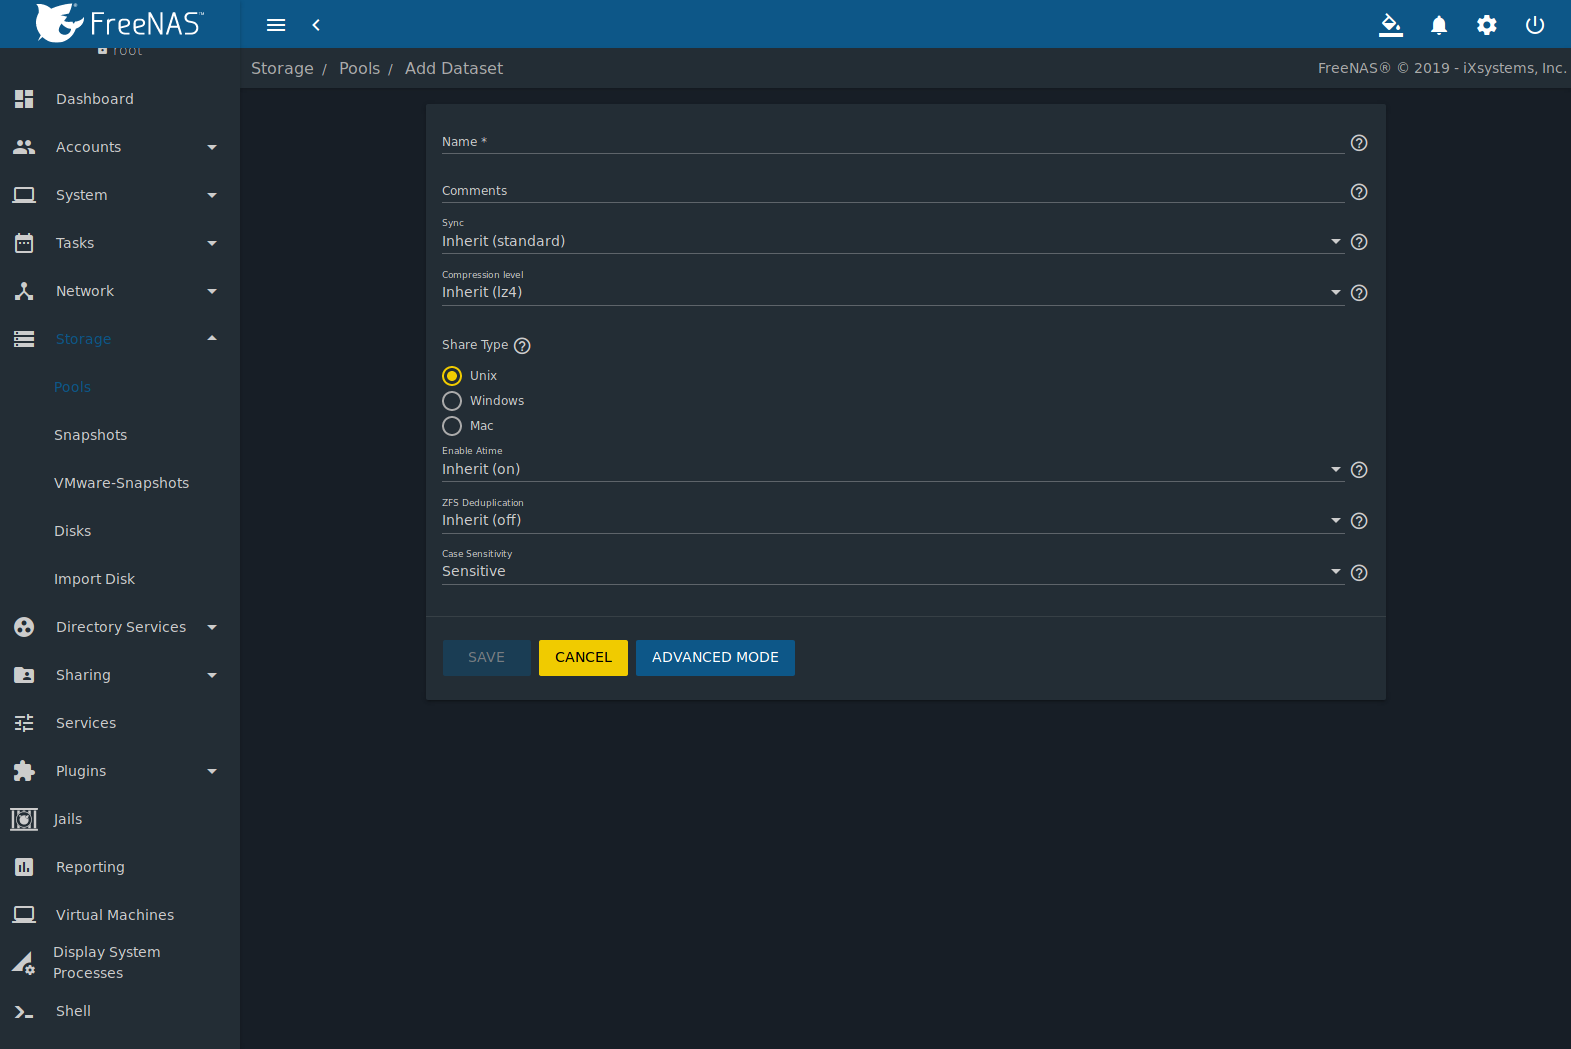 FreeNAS™
Storage / Pools / Add Dataset
FreeNAS® © 2019 - iXsystems, Inc.
root
Dashboard
Accounts
System
Tasks
Network
Storage
Pools
Snapshots
VMware-Snapshots
Disks
Import Disk
Directory Services
Sharing
Services
Plugins
Jails
Reporting
Virtual Machines
Display System
Processes
Shell
Name *
Comments
Sync
Inherit (standard)
Compression level
Inherit (lz4)
Share Type
Unix
Windows
Mac
Enable Atime
Inherit (on)
ZFS Deduplication
Inherit (off)
Case Sensitivity
Sensitive
SAVE CANCEL ADVANCED MODE